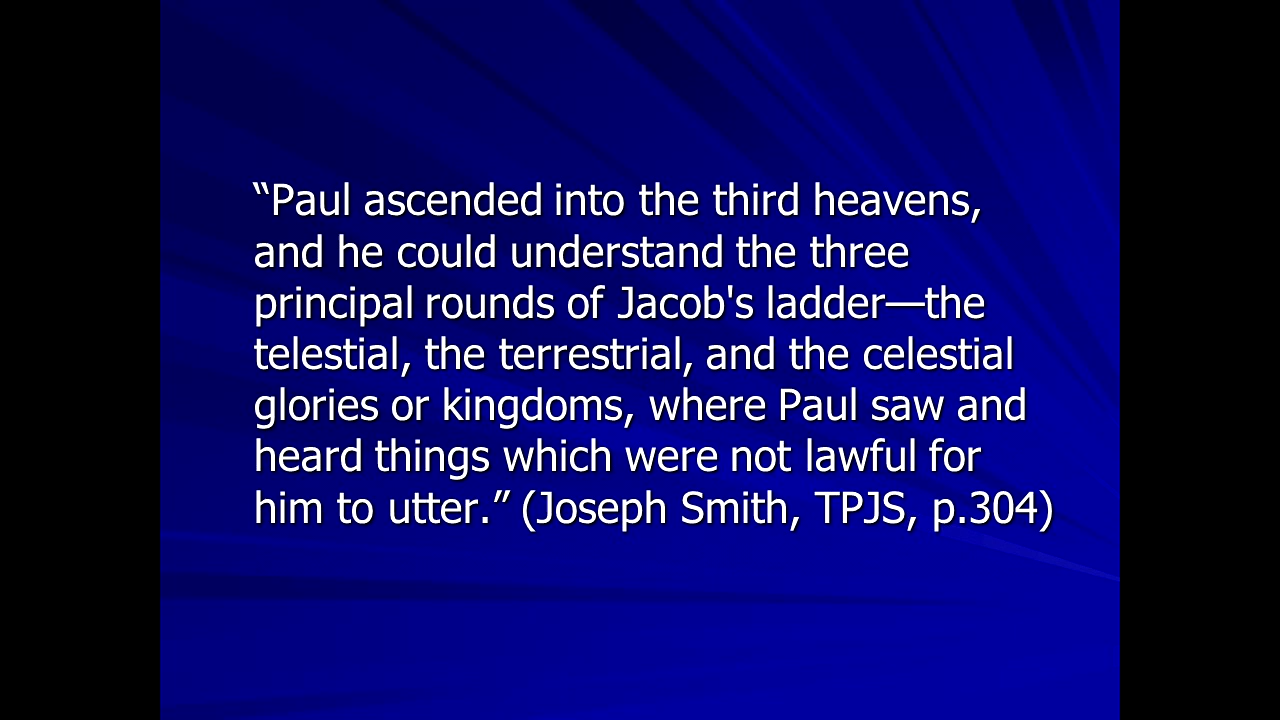 “Paul ascended into the third heavens,
and he could understand the three
principal rounds of Jacob's ladder—the
telestial, the terrestrial, and the celestial
glories or kingdoms, where Paul saw and
heard things which were not lawful for
him to utter.” (Joseph Smith, TPJS, p.304)